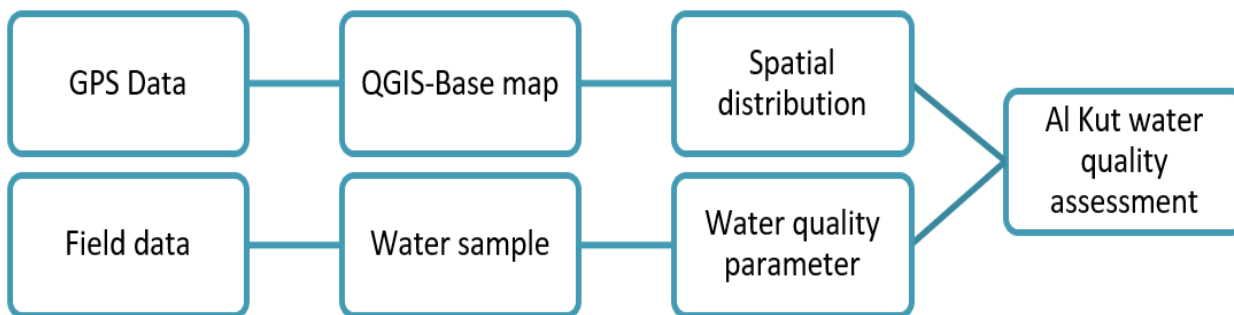 GPS Data
QGIS-Base map
Spatial
distribution
Field data
Water sample
Water quality
parameter
Al Kut water
quality
assessment